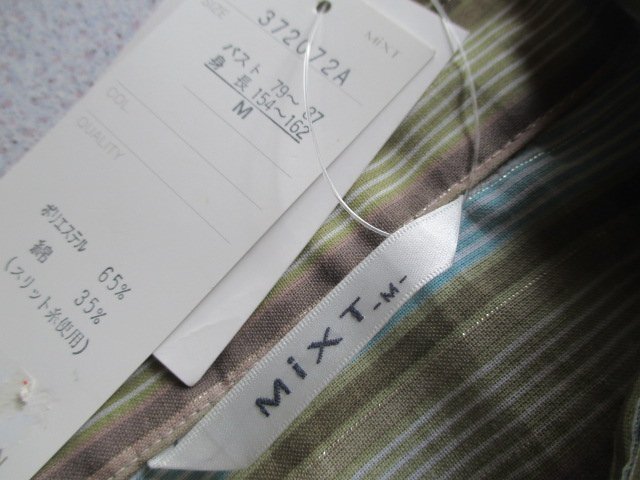 MiXT
SIZE
372072A
バスト 79～87
身 長 154～162
M
COL
QUALITY
ポリエステル 65%
綿 35%
(スリット糸使用)
MiXT-M-